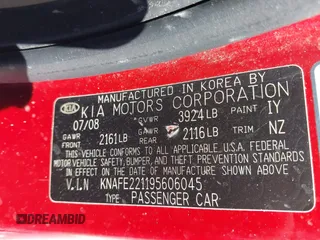 MANUFACTURED IN KOREA BY
KIA KIA MOTORS CORPORATION
07/08 GVWR 3924LB PAINT IY
GAWR FRONT 2161LB GAWR 2116LB TRIM NZ
THIS VEHICLE CONFORMS TO ALL APPLICABLE U.S.A. FEDERAL
MOTOR VEHICLE SAFETY, BUMPER, AND THEFT PREVENTION STANDARDS
IN EFFECT ON THE DATE OF MANUFACTURE SHOWN ABOVE
V.I.N KNAFE221195606045
TYPE: PASSENGER CAR
DREAMBID